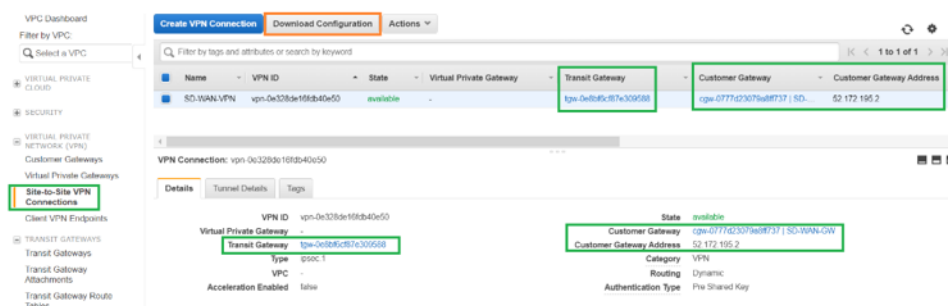 VPC Dashboard
Filter by VPC:
Select a VPC
VIRTUAL PRIVATE
CLOUD
SECURITY
VIRTUAL PRIVATE
NETWORK (VPN)
Customer Gateways
Virtual Private Gateways
Site-to-Site VPN
Connections
Client VPN Endpoints
TRANSIT GATEWAYS
Transit Gateways
Transit Gateway
Attachments
Transit Gateway Route
Tables
Create VPN Connection Download Configuration Actions
Filter by tags and attributes or search by keyword
1 to 1 of 1
Name VPN ID State Virtual Private Gateway Transit Gateway Customer Gateway Customer Gateway Address
SD-WAN-VPN vpn-0e328de16fdb40e50 available - tgw-0e8bf6cf87e309588 cgw-0777d23079a8ff737 | SD-... 52.172.195.2
VPN Connection: vpn-0e328de16fdb40e50
Details Tunnel Details Tags
VPN ID vpn-0e328de16fdb40e50 State available
Virtual Private Gateway - Customer Gateway cgw-0777d23079a8ff737 | SD-WAN-GW
Transit Gateway tgw-0e8bf6cf87e309588 Customer Gateway Address 52.172.195.2
Type ipsec.1 Category VPN
VPC - Routing Dynamic
Acceleration Enabled false Authentication Type Pre Shared Key